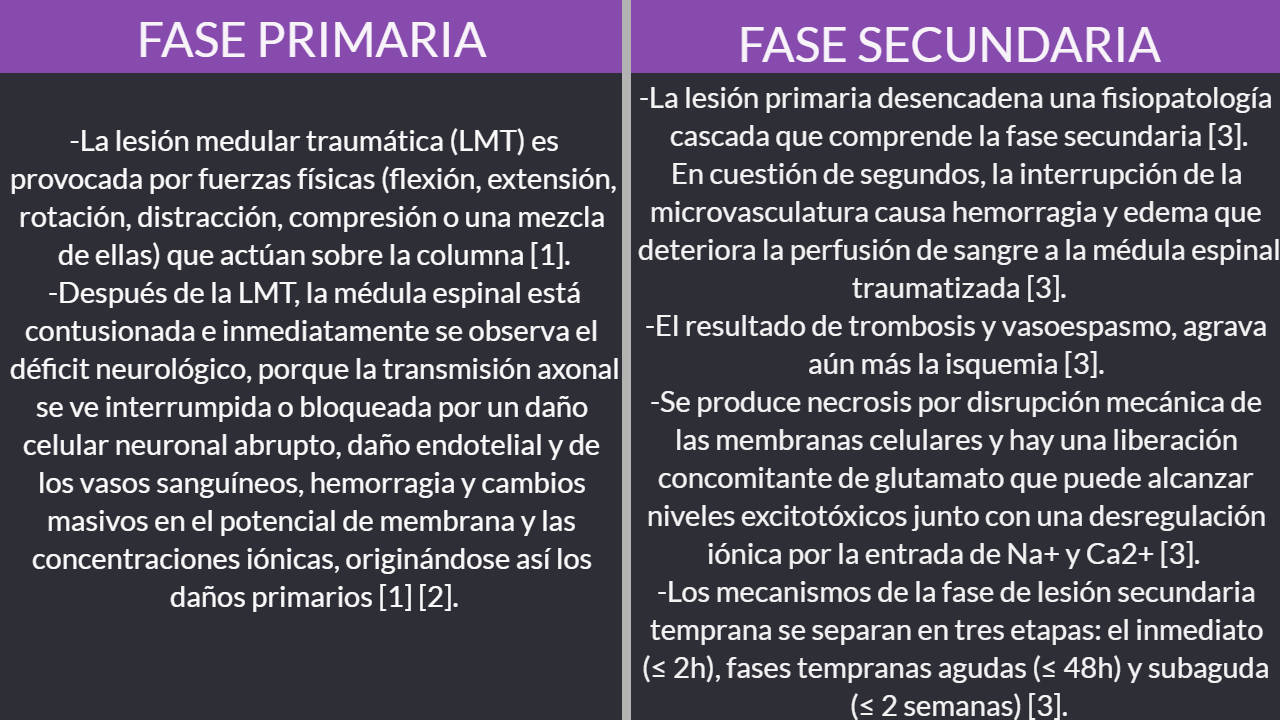 FASE PRIMARIA
-La lesión medular traumática (LMT) es
provocada por fuerzas físicas (flexión, extensión,
rotación, distracción, compresión o una mezcla
de ellas) que actúan sobre la columna [1].
-Después de la LMT, la médula espinal está
contusionada e inmediatamente se observa el
déficit neurológico, porque la transmisión axonal
se ve interrumpida o bloqueada por un daño
celular neuronal abrupto, daño endotelial y de
los vasos sanguíneos, hemorragia y cambios
masivos en el potencial de membrana y las
concentraciones iónicas, originándose así los
daños primarios [1] [2].
FASE SECUNDARIA
-La lesión primaria desencadena una fisiopatología
cascada que comprende la fase secundaria [3].
En cuestión de segundos, la interrupción de la
microvasculatura causa hemorragia y edema que
deteriora la perfusión de sangre a la médula espinal
traumatizada [3].
-El resultado de trombosis y vasoespasmo, agrava
aún más la isquemia [3].
-Se produce necrosis por disrupción mecánica de
las membranas celulares y hay una liberación
concomitante de glutamato que puede alcanzar
niveles excitotóxicos junto con una desregulación
iónica por la entrada de Na+ y Ca2+ [3].
-Los mecanismos de la fase de lesión secundaria
temprana se separan en tres etapas: el inmediato
(≤ 2h), fases tempranas agudas (≤ 48h) y subaguda
(≤ 2 semanas) [3].